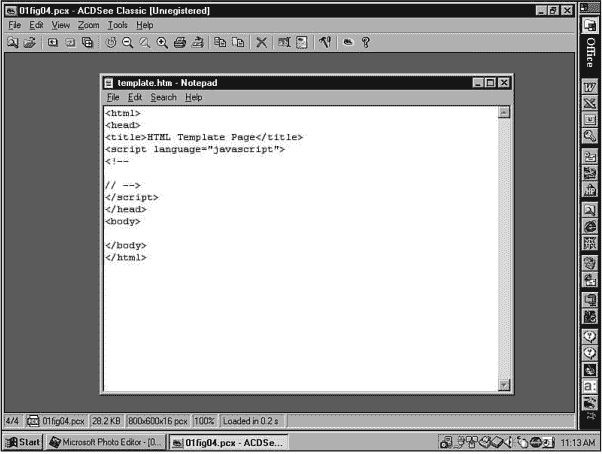 01fig04.pcx - ACDSee Classic [Unregistered]
File Edit View Zoom Tools Help
Office
template.htm - Notepad
File Edit Search Help
<html>
<head>
<title>HTML Template Page</title>
<script language="javascript">
<!--
// -->
</script>
</head>
<body>
</body>
</html>
4/4 01fig04.pcx 28.2 KB 800x600x16 pcx 100% Loaded in 0.2 s
Start Microsoft Photo Editor - [0... 01fig04.pcx - ACDSe... 11:13 AM